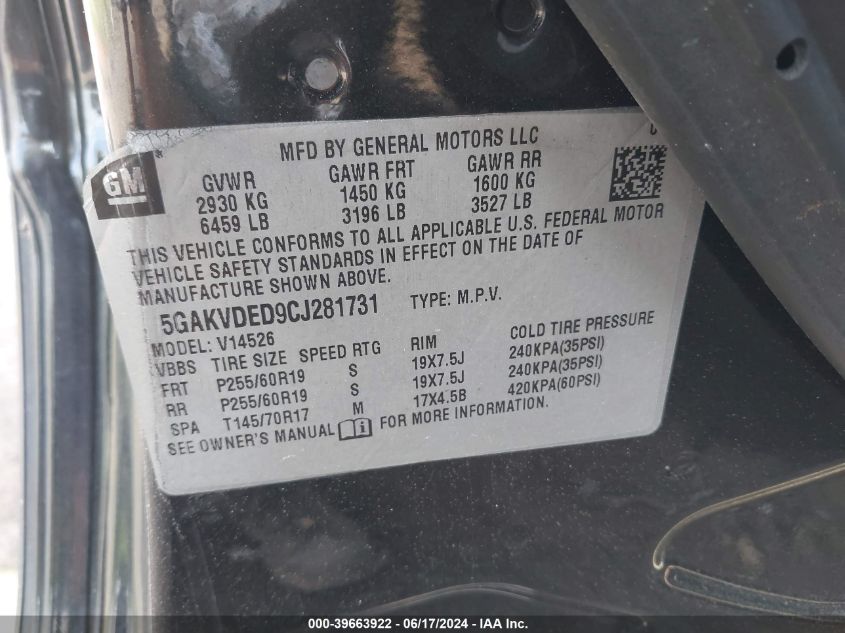 MFD BY GENERAL MOTORS LLC
GM
GVWR GAWR FRT GAWR RR
2930 KG 1450 KG 1600 KG
6459 LB 3196 LB 3527 LB
THIS VEHICLE CONFORMS TO ALL APPLICABLE U.S. FEDERAL MOTOR
VEHICLE SAFETY STANDARDS IN EFFECT ON THE DATE OF
MANUFACTURE SHOWN ABOVE.
5GAKVDED9CJ281731 TYPE: M.P.V.
MODEL: V14526
VBBS TIRE SIZE SPEED RTG RIM COLD TIRE PRESSURE
FRT P255/60R19 S 19X7.5J 240KPA(35PSI)
RR P255/60R19 S 19X7.5J 240KPA(35PSI)
SPA T145/70R17 M 17X4.5B 420KPA(60PSI)
SEE OWNER'S MANUAL FOR MORE INFORMATION.
000-39663922 - 06/17/2024 - IAAI Inc.